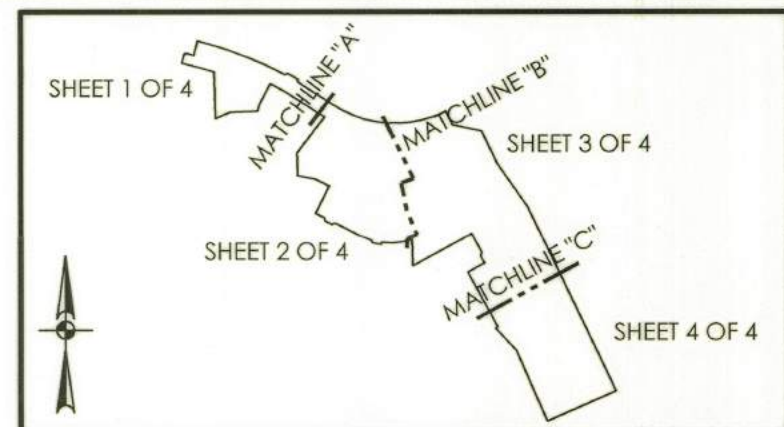 SHEET 1 OF 4
MATCHLINE "A"
MATCHLINE "B"
SHEET 3 OF 4
SHEET 2 OF 4
MATCHLINE "C"
SHEET 4 OF 4